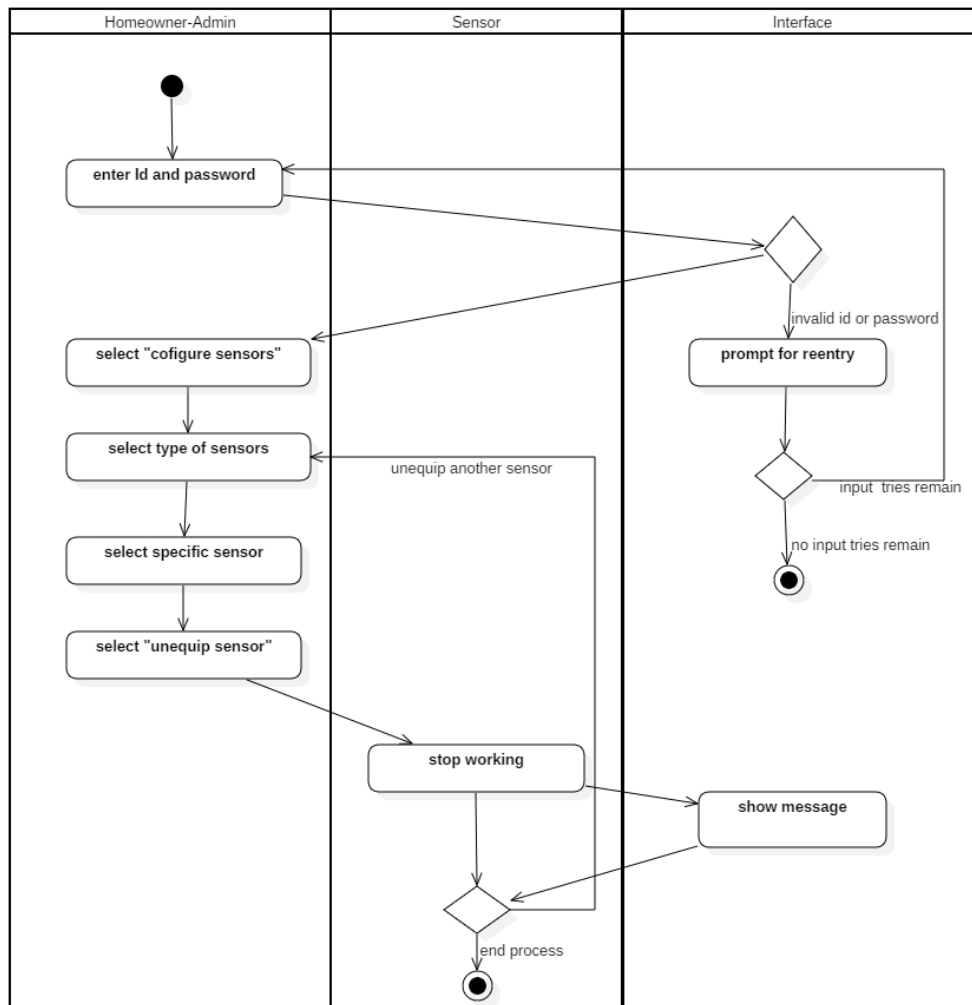 Homeowner-Admin
Sensor
Interface
enter Id and password
invalid id or password
select "cofigure sensors"
prompt for reentry
select type of sensors
unequip another sensor
input  tries remain
select specific sensor
no input tries remain
select "unequip sensor"
stop working
show message
end process